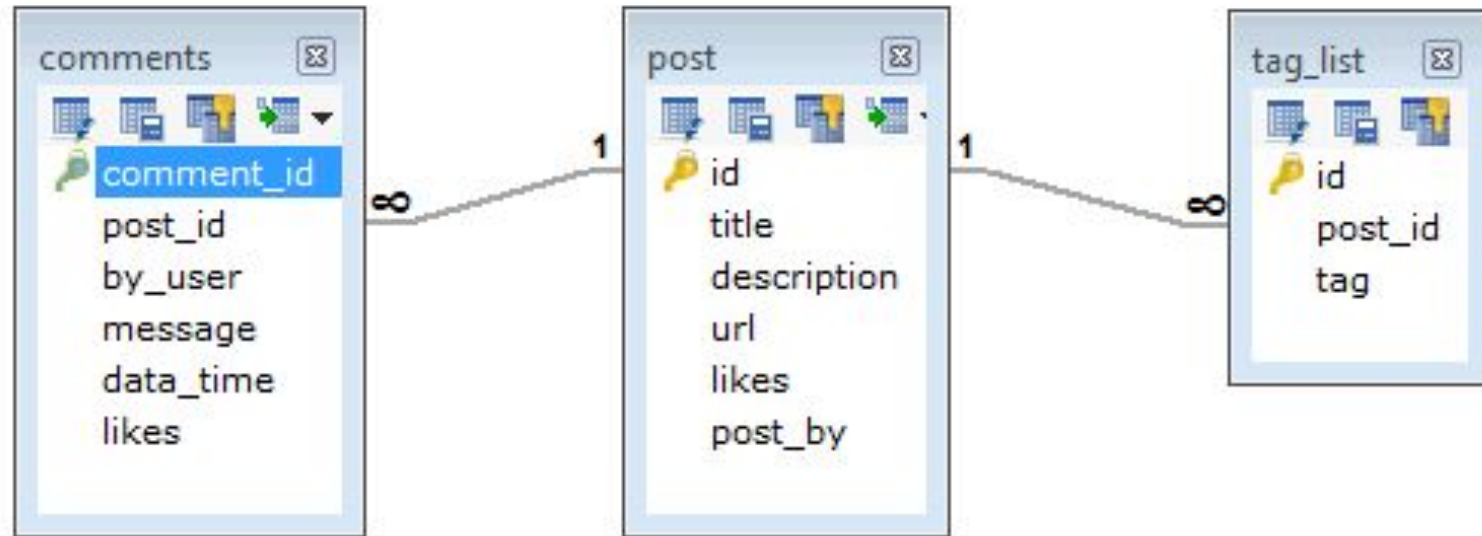 comments
comment_id
post_id
by_user
message
data_time
likes
∞
1
post
id
title
description
url
likes
post_by
1
∞
tag_list
id
post_id
tag